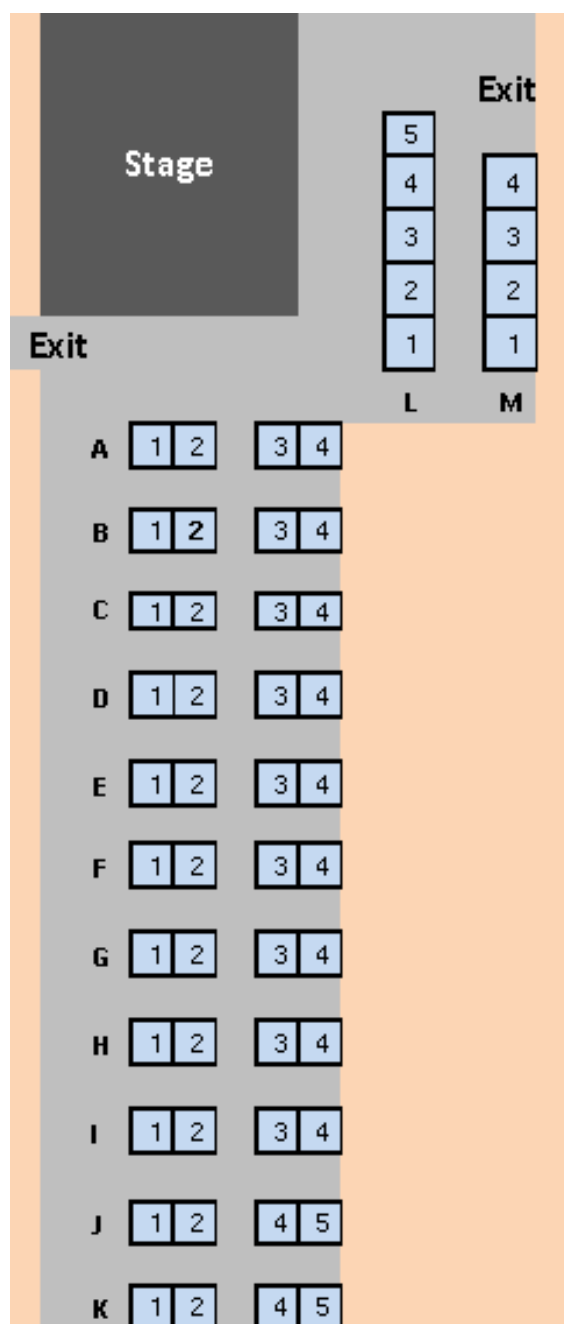 Exit
5
Stage
4 4
3 3
2 2
Exit 1 1
L M
A 1 2 3 4
B 1 2 3 4
C 1 2 3 4
D 1 2 3 4
E 1 2 3 4
F 1 2 3 4
G 1 2 3 4
H 1 2 3 4
I 1 2 3 4
J 1 2 4 5
K 1 2 4 5